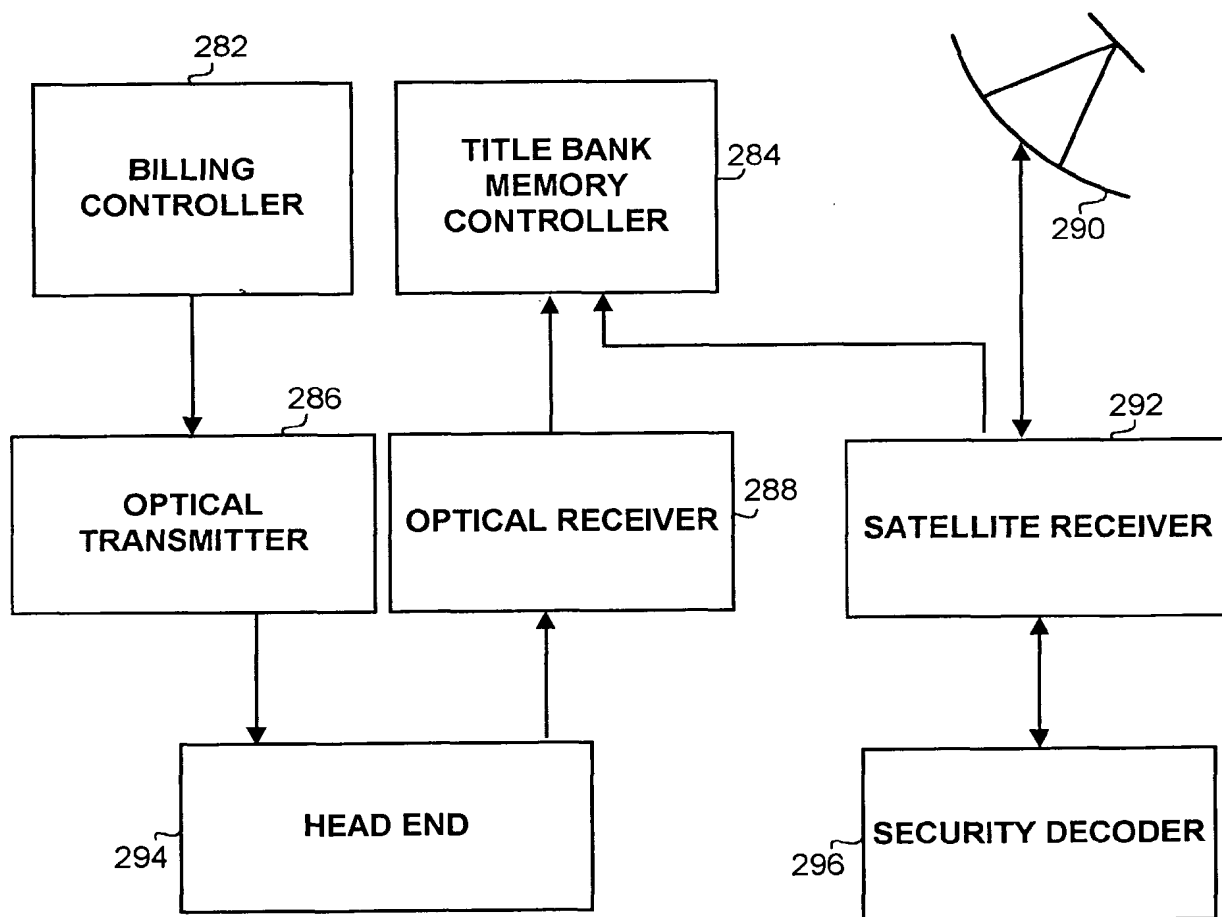 282
BILLING
CONTROLLER
TITLE BANK
MEMORY
CONTROLLER
284
290
286
OPTICAL
TRANSMITTER
OPTICAL RECEIVER
288
292
SATELLITE RECEIVER
HEAD END
294
SECURITY DECODER
296